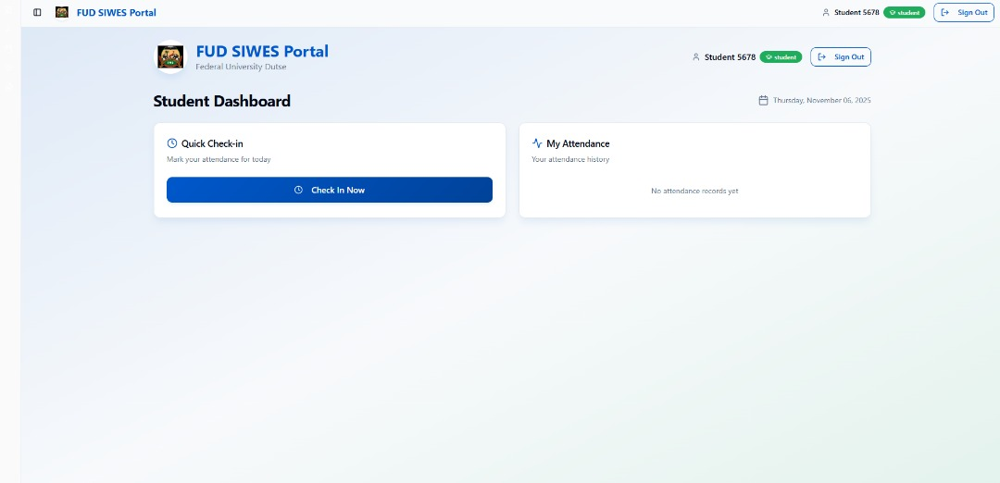 FUD SIWES Portal
Student 5678 student Sign Out
FUD SIWES Portal
Federal University Dutse
Student 5678 student Sign Out
Student Dashboard
Thursday, November 06, 2025
Quick Check-in
Mark your attendance for today
Check In Now
My Attendance
Your attendance history
No attendance records yet